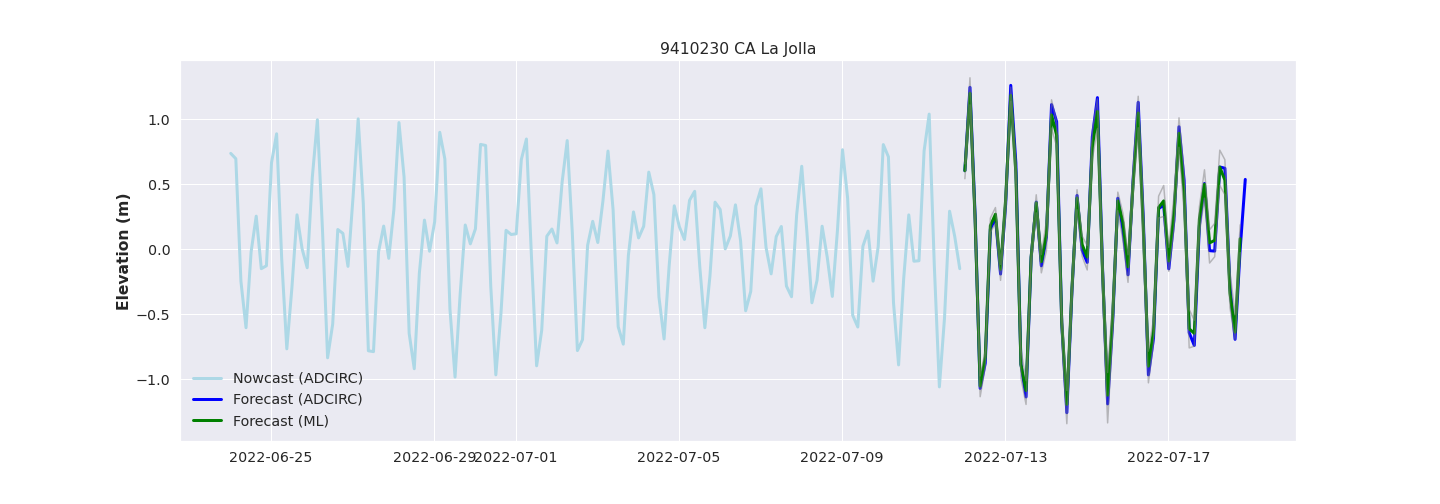 9410230 CA La Jolla
Elevation (m)
1.0
0.5
0.0
−0.5
−1.0
Nowcast (ADCIRC)
Forecast (ADCIRC)
Forecast (ML)
2022-06-25
2022-06-29
2022-07-01
2022-07-05
2022-07-09
2022-07-13
2022-07-17